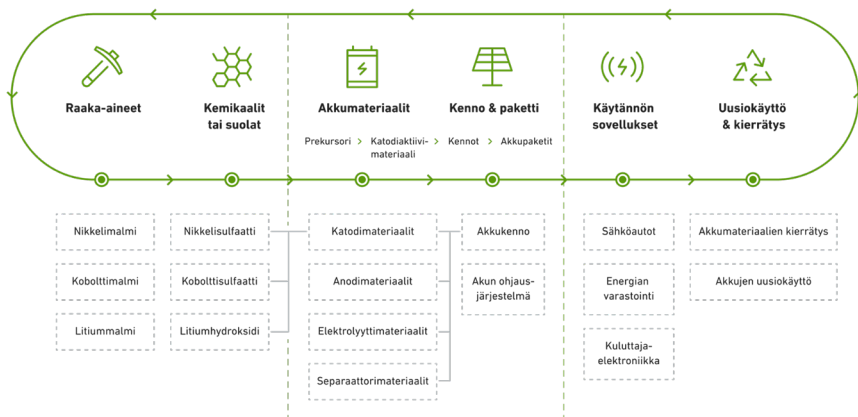 Raaka-aineet
Kemikaalit
tai suolat
Akkumateriaalit
Kenno & paketti
Käytännön
sovellukset
Uusiokäyttö
& kierrätys
Prekursori > Katodiaktiivi-
materiaali
> Kennot > Akkupaketit
Nikkelimalmi
Kobolttimalmi
Litiummalmi
Nikkelisulfaatti
Kobolttisulfaatti
Litiumhydroksidi
Katodimateriaalit
Anodimateriaalit
Elektrolyyttimateriaalit
Separaattorimateriaalit
Akkukenno
Akun ohjaus-
järjestelmä
Sähköautot
Energian
varastointi
Kuluttaja-
elektroniikka
Akkumateriaalien kierrätys
Akkujen uusiokäyttö